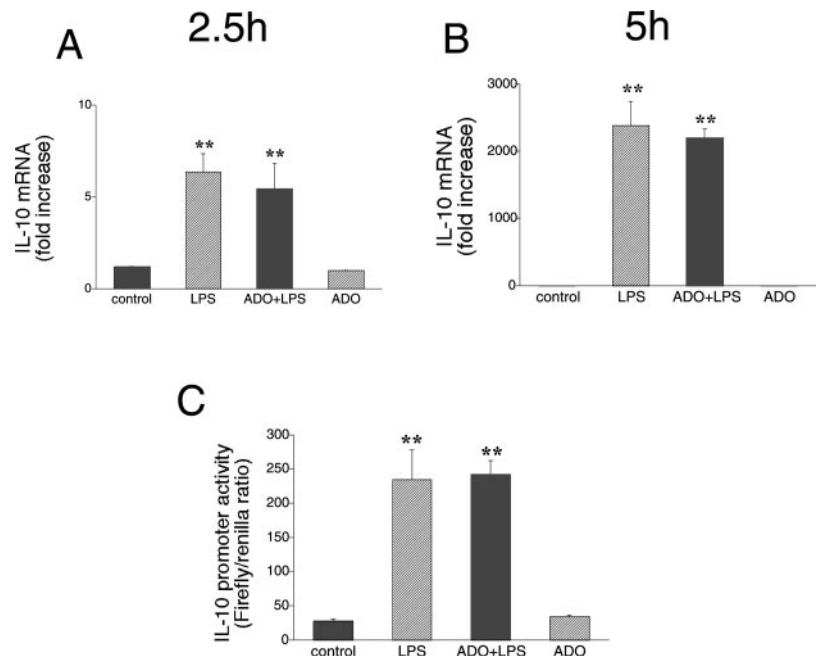 A
2.5h
IL-10 mRNA
(fold increase)
10
5
0
**
**
control LPS ADO+LPS ADO
B
5h
IL-10 mRNA
(fold increase)
3000
2000
1000
0
**
**
control LPS ADO+LPS ADO
C
IL-10 promoter activity
(Firefly/renilla ratio)
300
250
200
150
100
50
0
**
**
control LPS ADO+LPS ADO